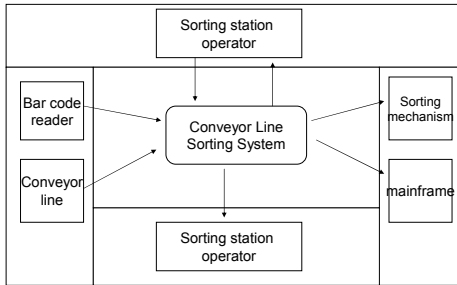 Sorting station
operator
Bar code
reader
Conveyor
line
Conveyor Line
Sorting System
Sorting
mechanism
mainframe
Sorting station
operator